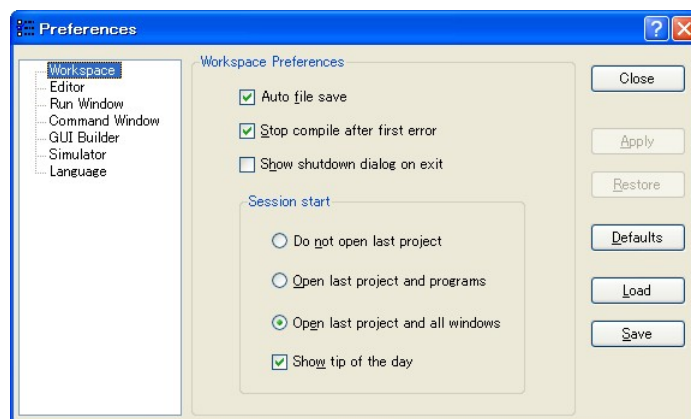 Preferences
Workspace
Editor
Run Window
Command Window
GUI Builder
Simulator
Language
Workspace Preferences
Auto file save
Stop compile after first error
Show shutdown dialog on exit
Session start
Do not open last project
Open last project and programs
Open last project and all windows
Show tip of the day
Close
Apply
Restore
Defaults
Load
Save